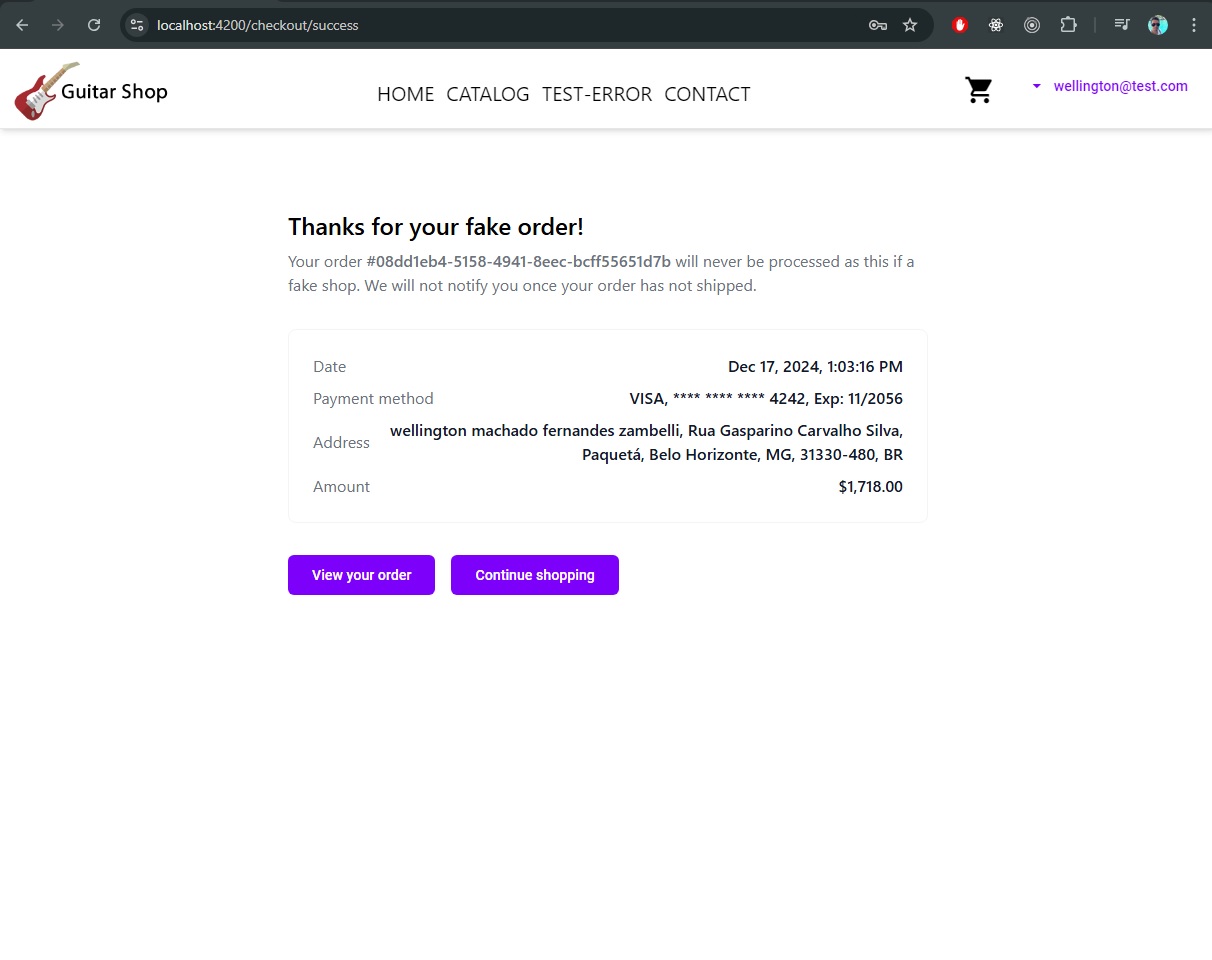 localhost:4200/checkout/success
Guitar Shop
HOME CATALOG TEST-ERROR CONTACT
wellington@test.com
Thanks for your fake order!
Your order #08dd1eb4-5158-4941-8eec-bcff55651d7b will never be processed as this if a
fake shop. We will not notify you once your order has not shipped.
Date Dec 17, 2024, 1:03:16 PM
Payment method VISA, **** **** **** 4242, Exp: 11/2056
Address wellington machado fernandes zambelli, Rua Gasparino Carvalho Silva,
Paquetá, Belo Horizonte, MG, 31330-480, BR
Amount $1,718.00
View your order Continue shopping